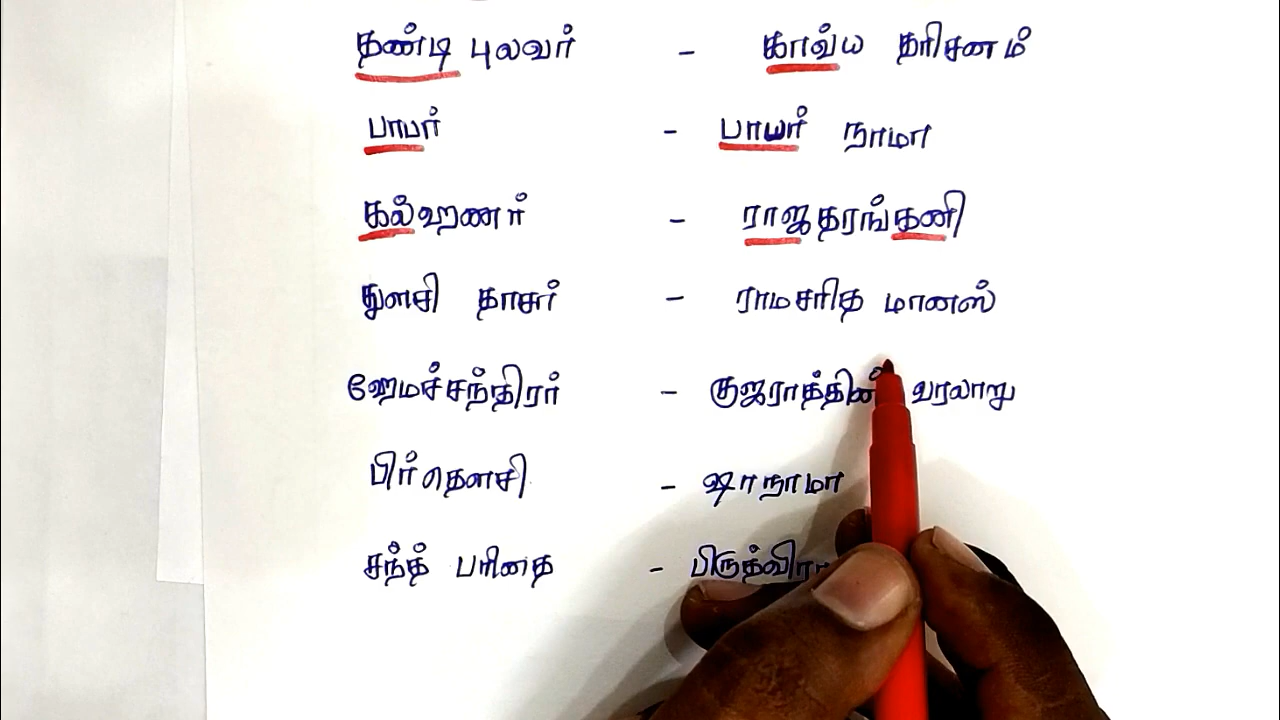 தண்டி புலவர் - காவ்ய தரிசனம்
பாபர் - பாபர் நாமா
கல்ஹணர் - ராஜதரங்கனி
துளசி தாசர் - ராமசரித மானஸ்
ஹேமச்சந்திரர் - குஜராத்தின் வரலாறு
பிர்தௌசி - ஷாநாமா
சந்த் பரிதை -